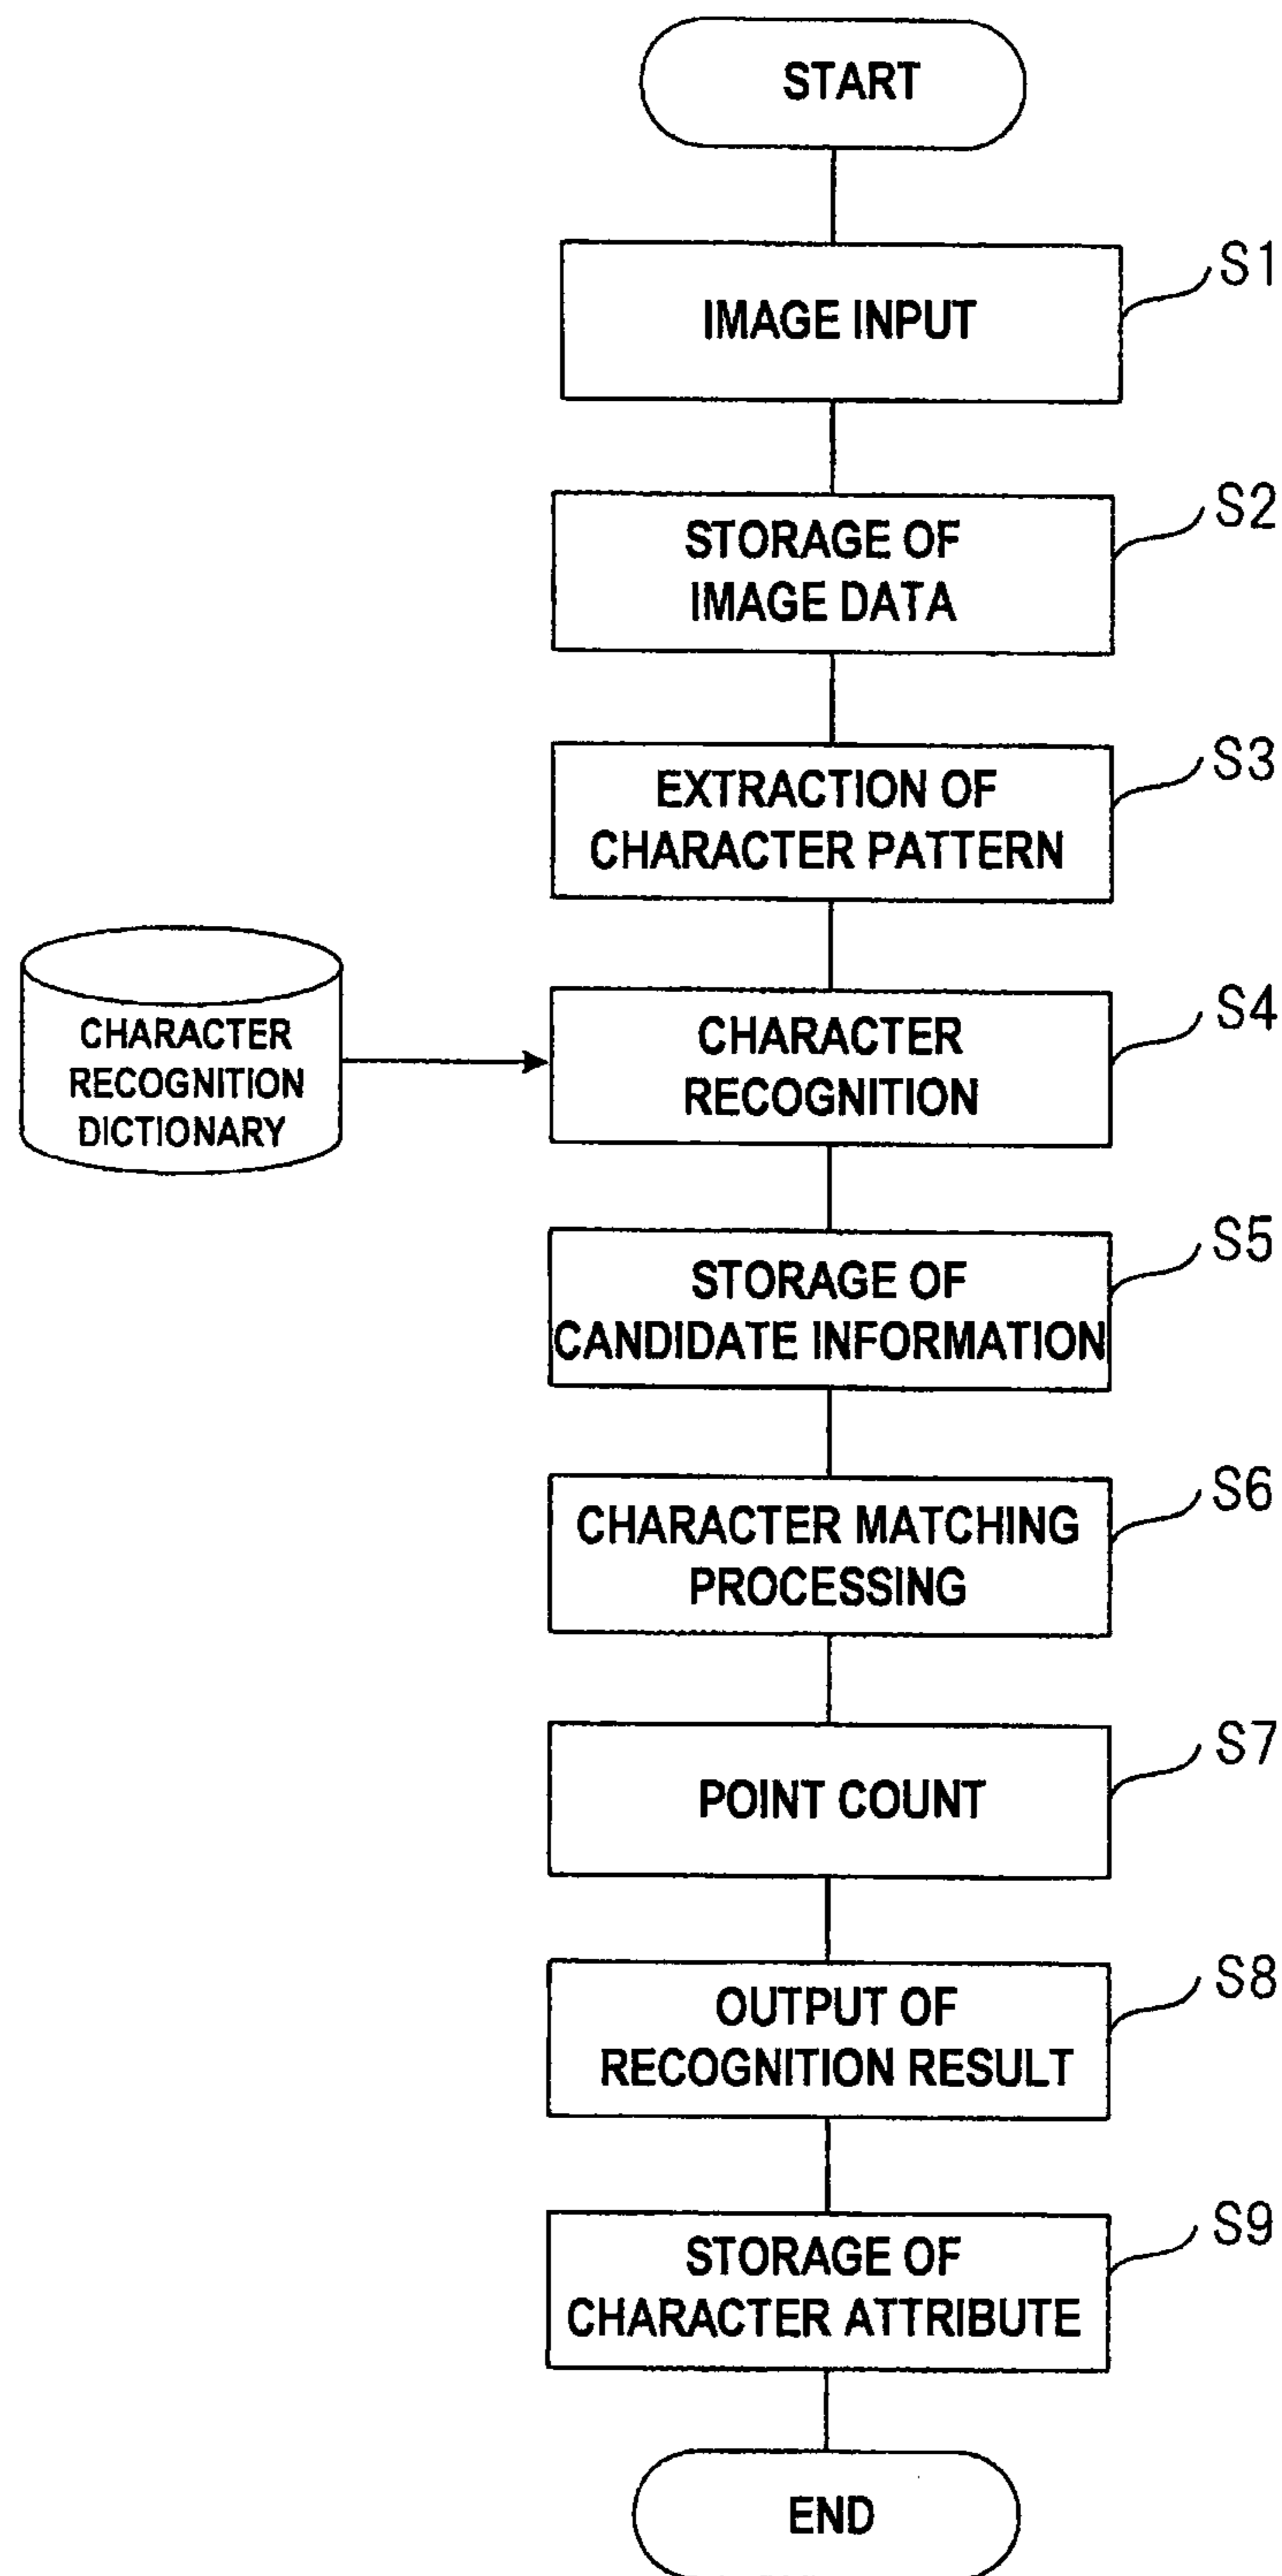 START
S1
IMAGE INPUT
S2
STORAGE OF
IMAGE DATA
S3
EXTRACTION OF
CHARACTER PATTERN
CHARACTER
RECOGNITION
DICTIONARY
S4
CHARACTER
RECOGNITION
S5
STORAGE OF
CANDIDATE INFORMATION
S6
CHARACTER MATCHING
PROCESSING
S7
POINT COUNT
S8
OUTPUT OF
RECOGNITION RESULT
S9
STORAGE OF
CHARACTER ATTRIBUTE
END